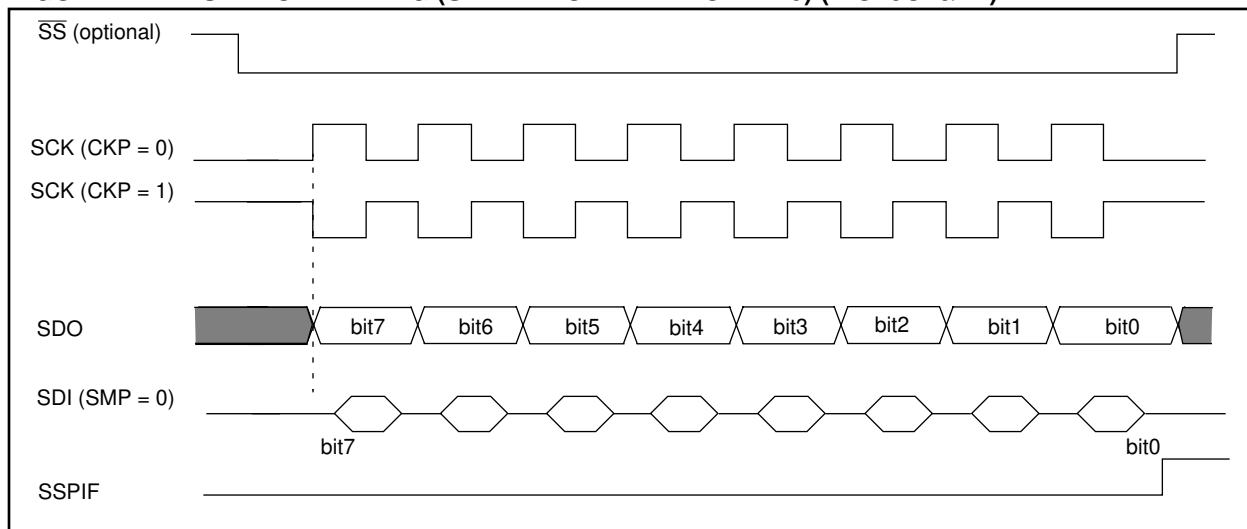 SS (optional)
SCK (CKP = 0)
SCK (CKP = 1)
SDO
bit7 bit6 bit5 bit4 bit3 bit2 bit1 bit0
SDI (SMP = 0)
bit7 bit0
SSPIF